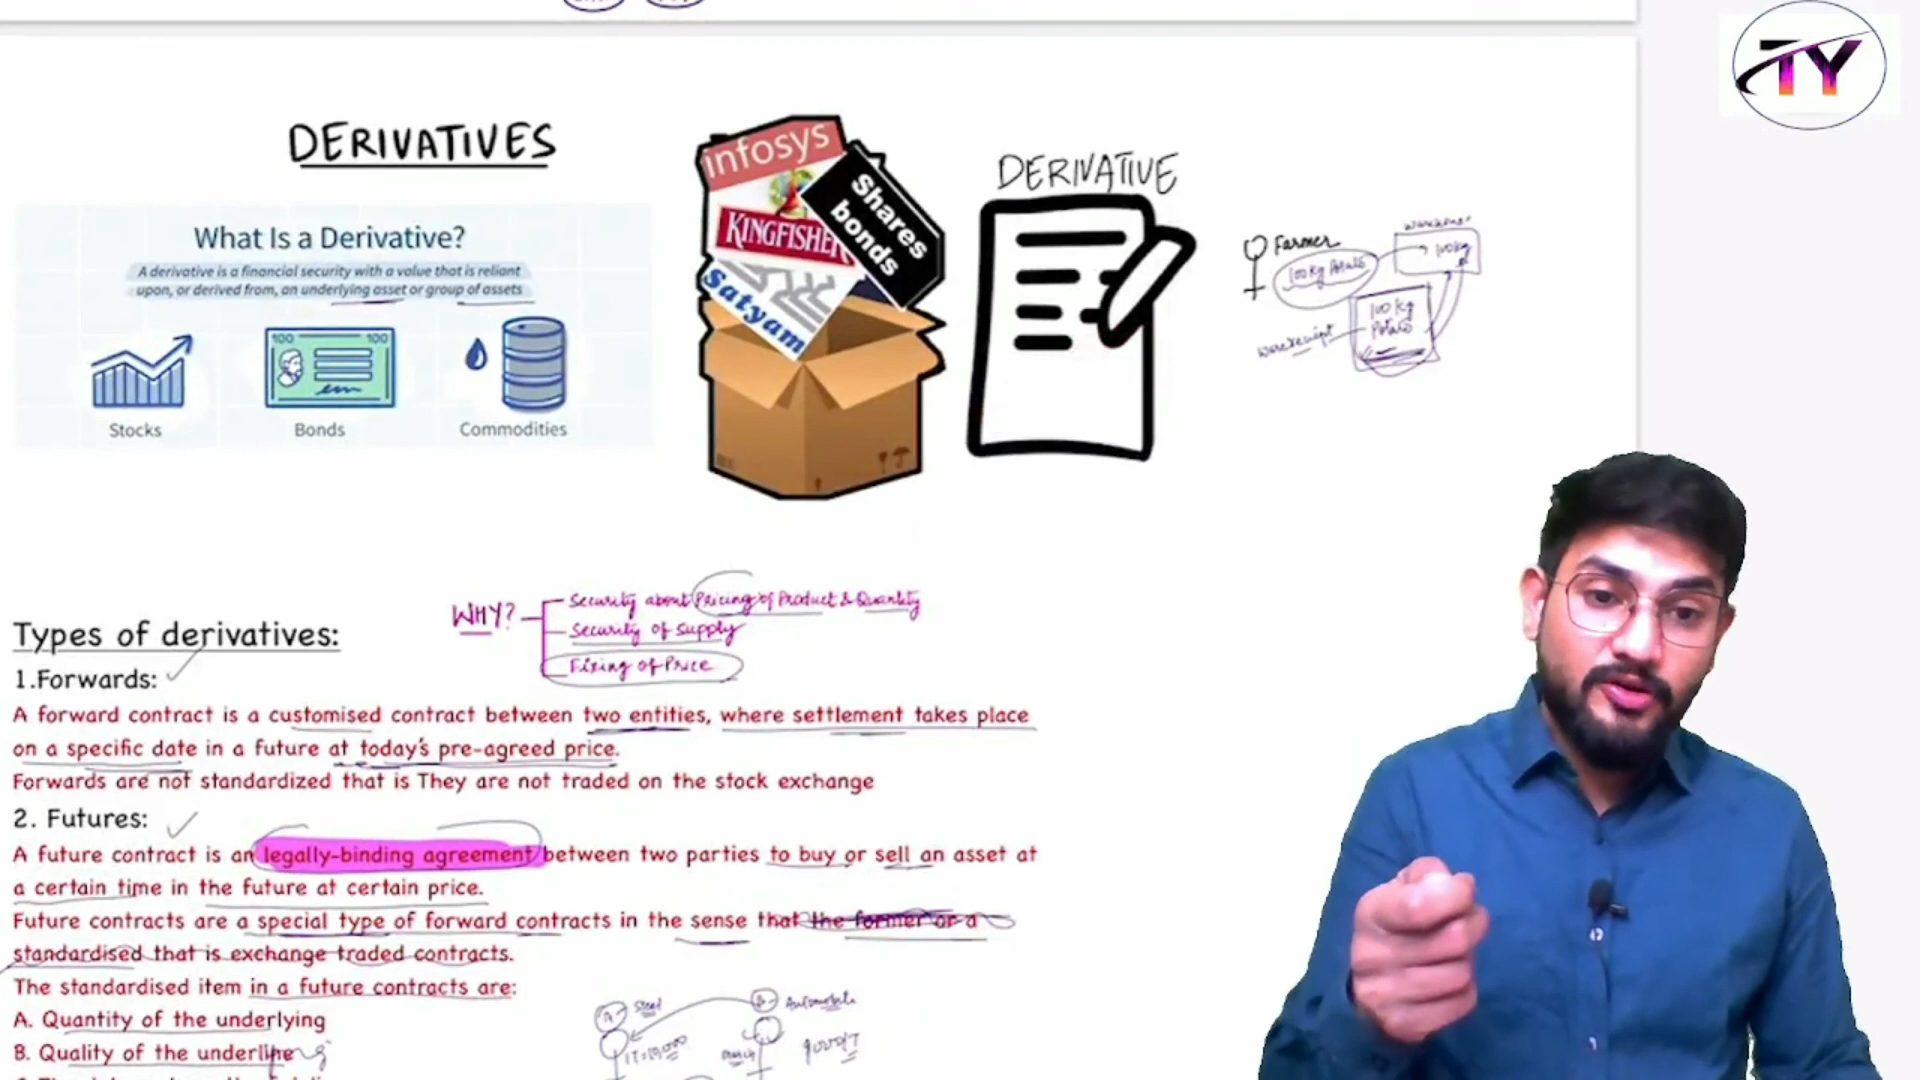 TY
DERIVATIVES
What Is a Derivative?
A derivative is a financial security with a value that is reliant
upon, or derived from, an underlying asset or group of assets
100 100
Stocks
Bonds
Commodities
infosys
KINGFISHER
Satyam
Shares
bonds
DERIVATIVE
Farmer
100 Kg Potato
100 kg
100 Kg
Potato
WHY?
Security about Pricing of Product & Quantity
Security of Supply
Fixing of Price
Types of derivatives:
1.Forwards:
A forward contract is a customised contract between two entities, where settlement takes place
on a specific date in a future at today's pre-agreed price.
Forwards are not standardized that is They are not traded on the stock exchange
2. Futures:
A future contract is an legally-binding agreement between two parties to buy or sell an asset at
a certain time in the future at certain price.
Future contracts are a special type of forward contracts in the sense that the former or a
standardised that is exchange traded contracts.
The standardised item in a future contracts are:
A. Quantity of the underlying
B. Quality of the underline
Steel
Automobile